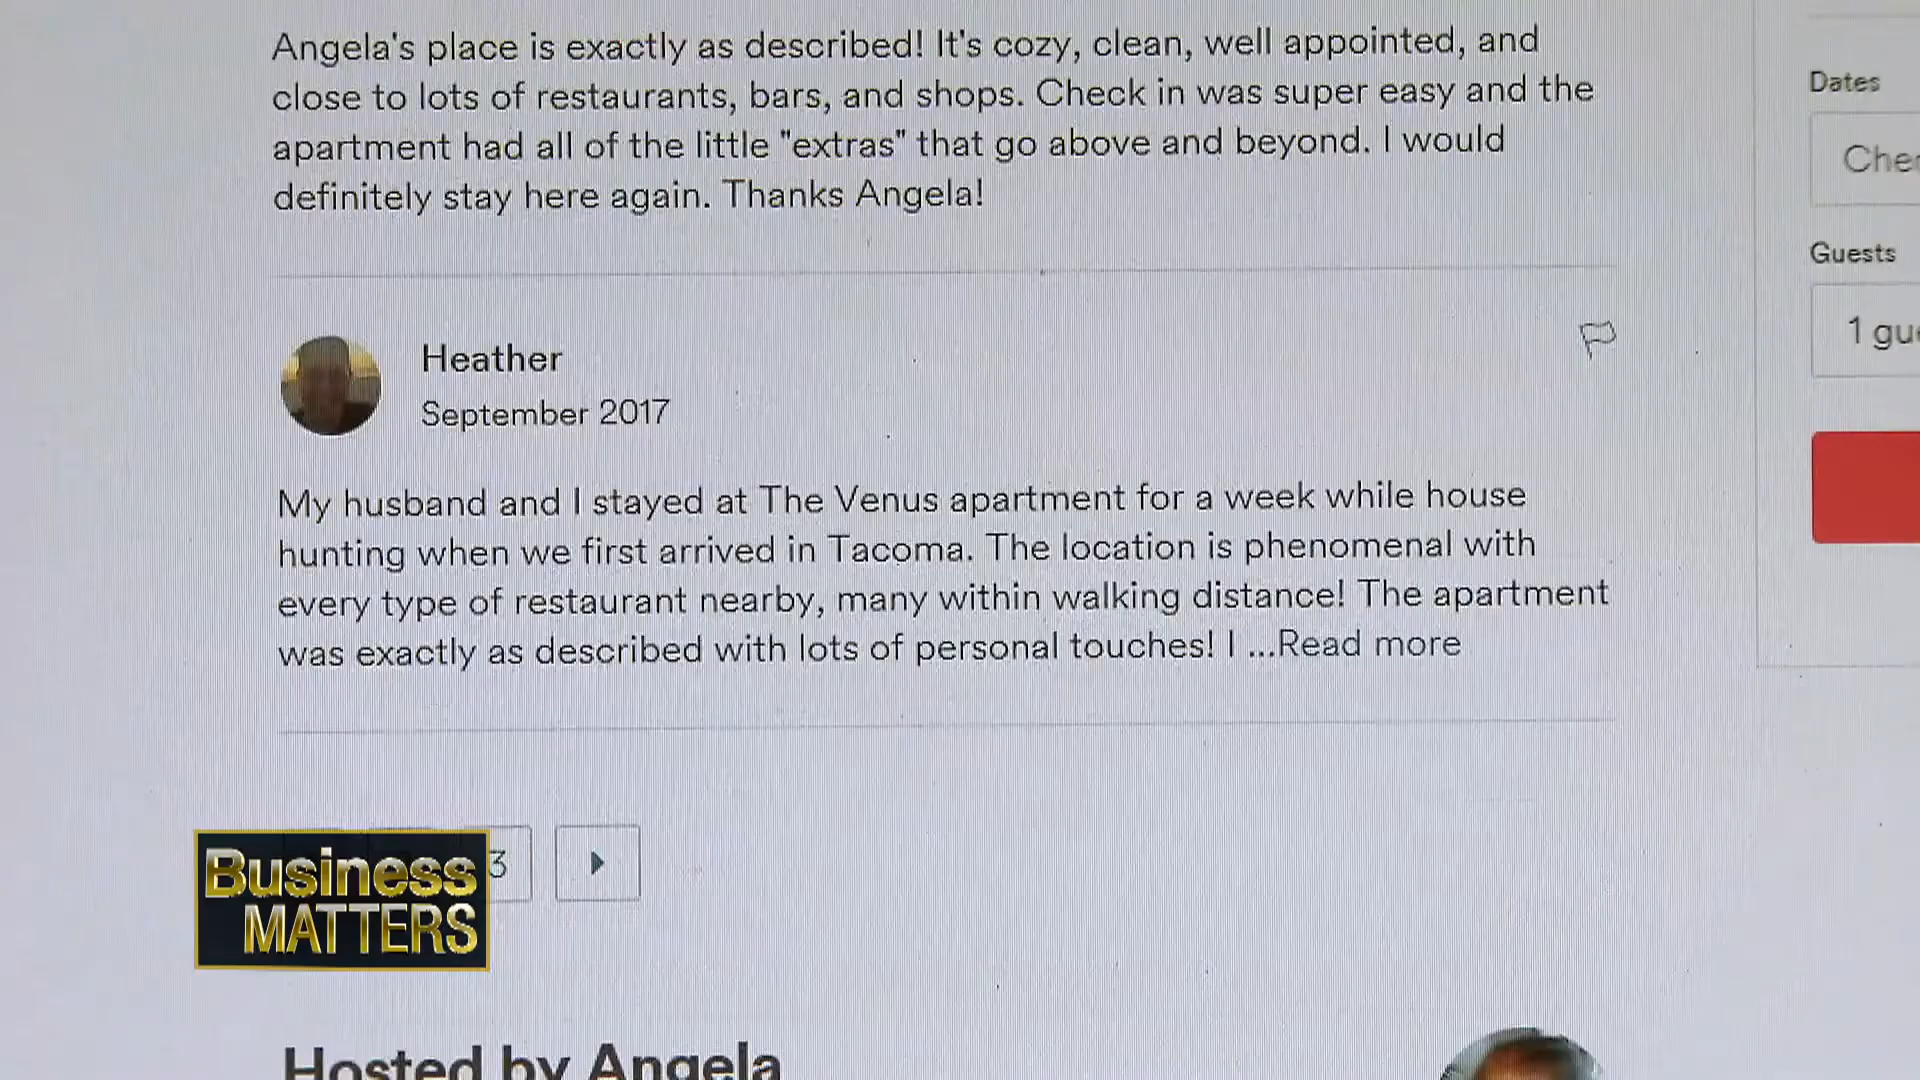 Angela's place is exactly as described! It's cozy, clean, well appointed, and
close to lots of restaurants, bars, and shops. Check in was super easy and the
apartment had all of the little "extras" that go above and beyond. I would
definitely stay here again. Thanks Angela!
Dates
Guests
1
Heather
September 2017
My husband and I stayed at The Venus apartment for a week while house
hunting when we first arrived in Tacoma. The location is phenomenal with
every type of restaurant nearby, many within walking distance! The apartment
was exactly as described with lots of personal touches! I ...Read more
3
Business
MATTERS
Hosted by Angela